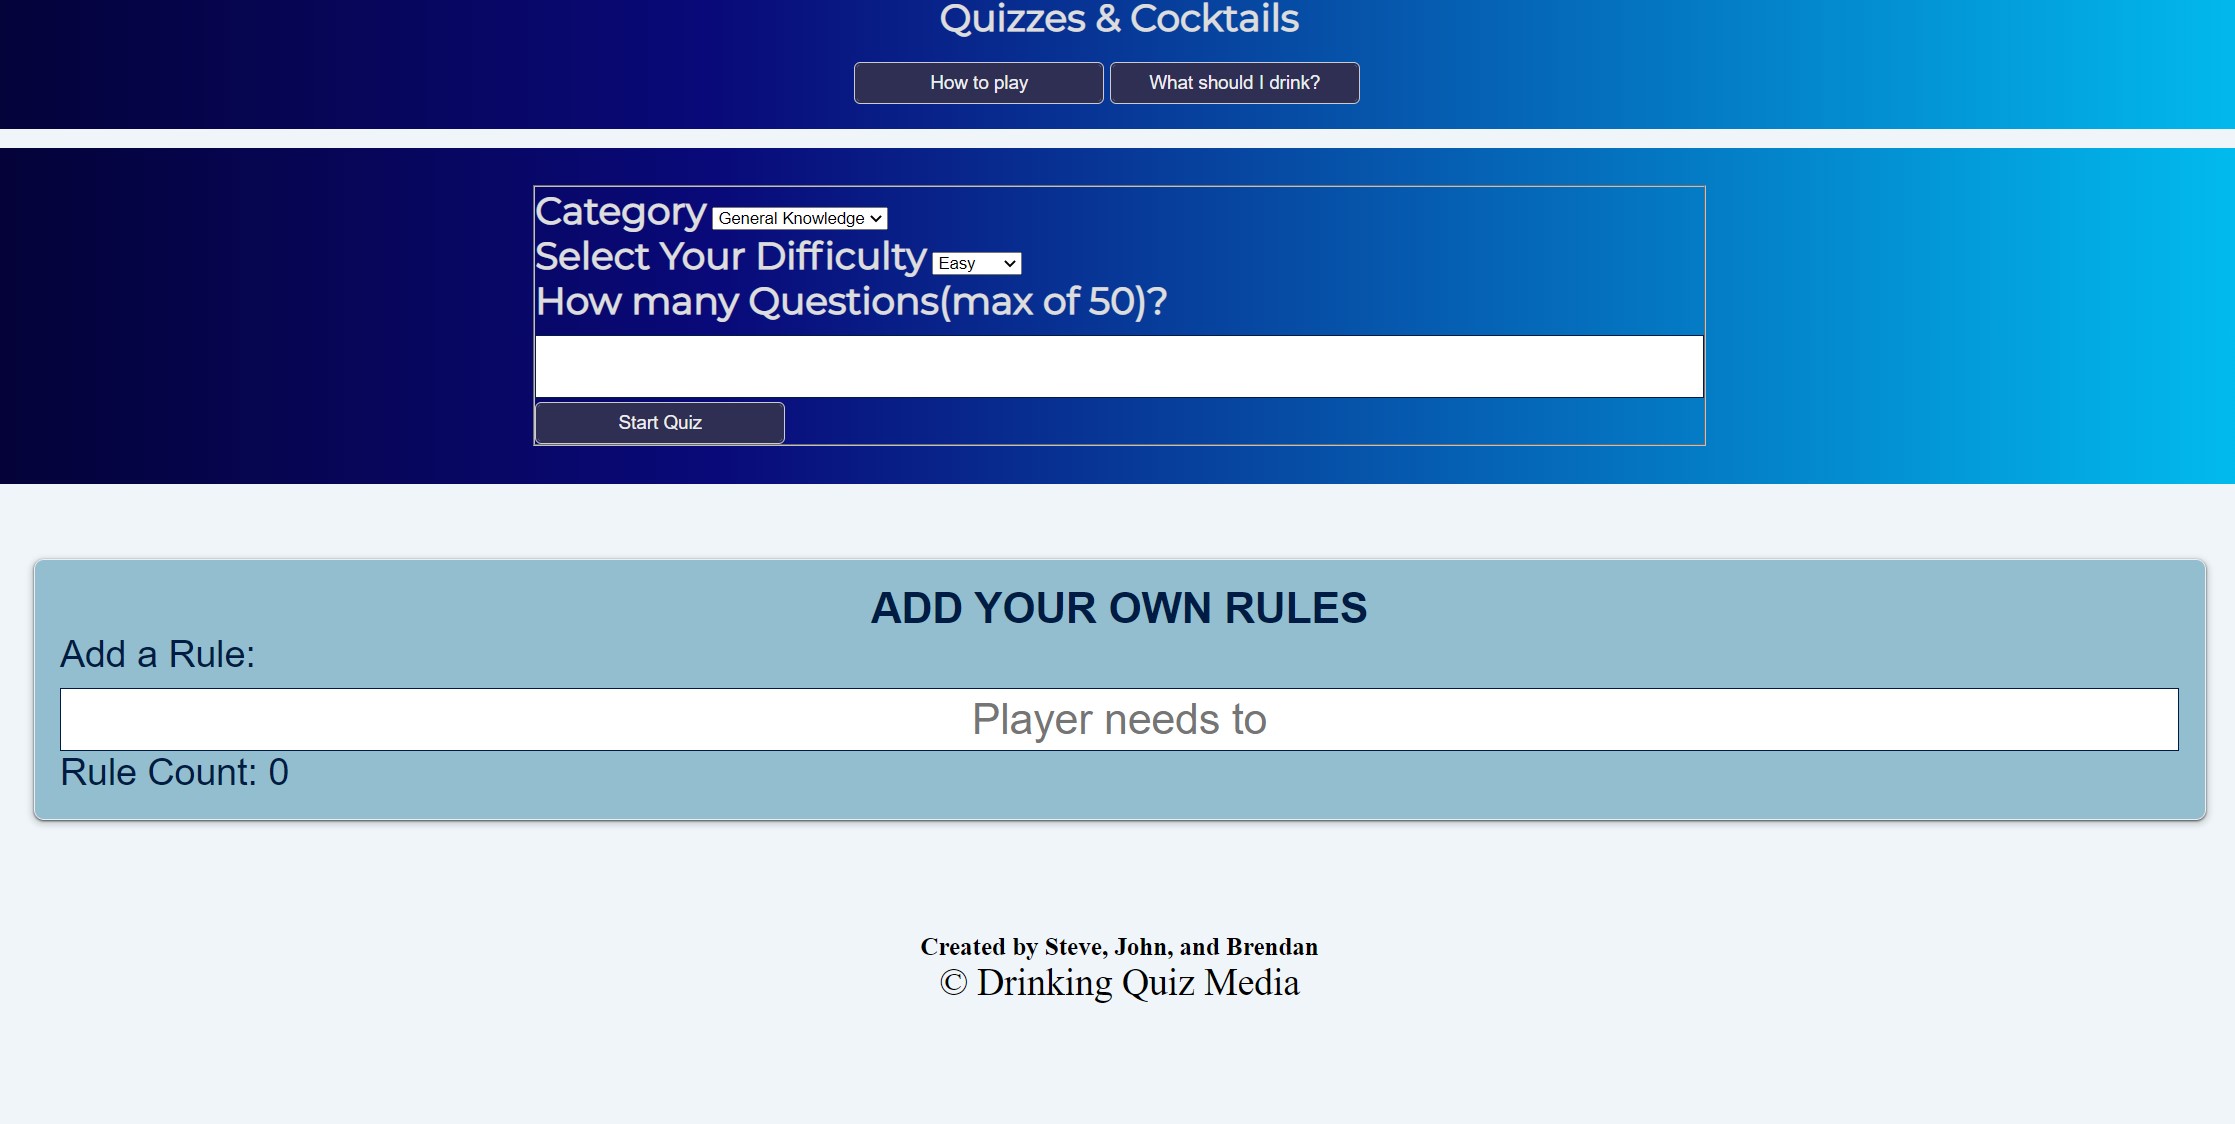 Quizzes & Cocktails
How to play What should I drink?
Category General Knowledge
Select Your Difficulty Easy
How many Questions(max of 50)?
Start Quiz
ADD YOUR OWN RULES
Add a Rule:
Player needs to
Rule Count: 0
Created by Steve, John, and Brendan
© Drinking Quiz Media